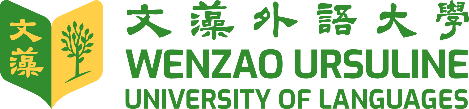 文藻
文藻外語大學
WENZAO URSULINE
UNIVERSITY OF LANGUAGES